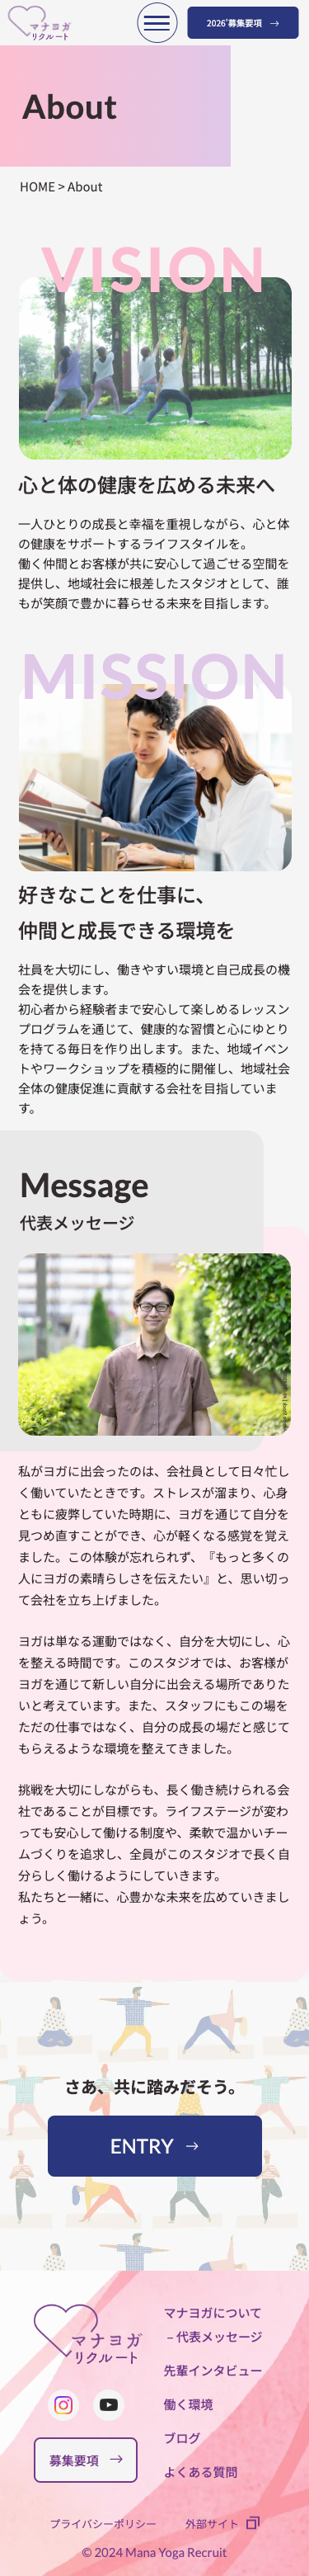 マナヨガ
リクルート
2026'募集要項
About
HOME > About
VISION
心と体の健康を広める未来へ
一人ひとりの成長と幸福を重視しながら、心と体
の健康をサポートするライフスタイルを。
働く仲間とお客様が共に安心して過ごせる空間を
提供し、地域社会に根差したスタジオとして、誰
もが笑顔で豊かに暮らせる未来を目指します。
MISSION
好きなことを仕事に、
仲間と成長できる環境を
社員を大切にし、働きやすい環境と自己成長の機
会を提供します。
初心者から経験者まで安心して楽しめるレッスン
プログラムを通じて、健康的な習慣と心にゆとり
を持てる毎日を作り出します。また、地域イベン
トやワークショップを積極的に開催し、地域社会
全体の健康促進に貢献する会社を目指していま
す。
Message
代表メッセージ
私がヨガに出会ったのは、会社員として日々忙し
く働いていたときです。ストレスが溜まり、心身
ともに疲弊していた時期に、ヨガを通じて自分を
見つめ直すことができ、心が軽くなる感覚を覚え
ました。この体験が忘れられず、『もっと多くの
人にヨガの素晴らしさを伝えたい』と、思い切っ
て会社を立ち上げました。
ヨガは単なる運動ではなく、自分を大切にし、心
を整える時間です。このスタジオでは、お客様が
ヨガを通じて新しい自分に出会える場所でありた
いと考えています。また、スタッフにもこの場を
ただの仕事ではなく、自分の成長の場だと感じて
もらえるような環境を整えてきました。
挑戦を大切にしながらも、長く働き続けられる会
社であることが目標です。ライフステージが変わ
っても安心して働ける制度や、柔軟で温かいチー
ムづくりを追求し、全員がこのスタジオで長く自
分らしく働けるようにしていきます。
私たちと一緒に、心豊かな未来を広めていきまし
ょう。
さあ、共に踏みだそう。
ENTRY
マナヨガ
リクルート
募集要項
マナヨガについて
– 代表メッセージ
先輩インタビュー
働く環境
ブログ
よくある質問
プライバシーポリシー
外部サイト
© 2024 Mana Yoga Recruit